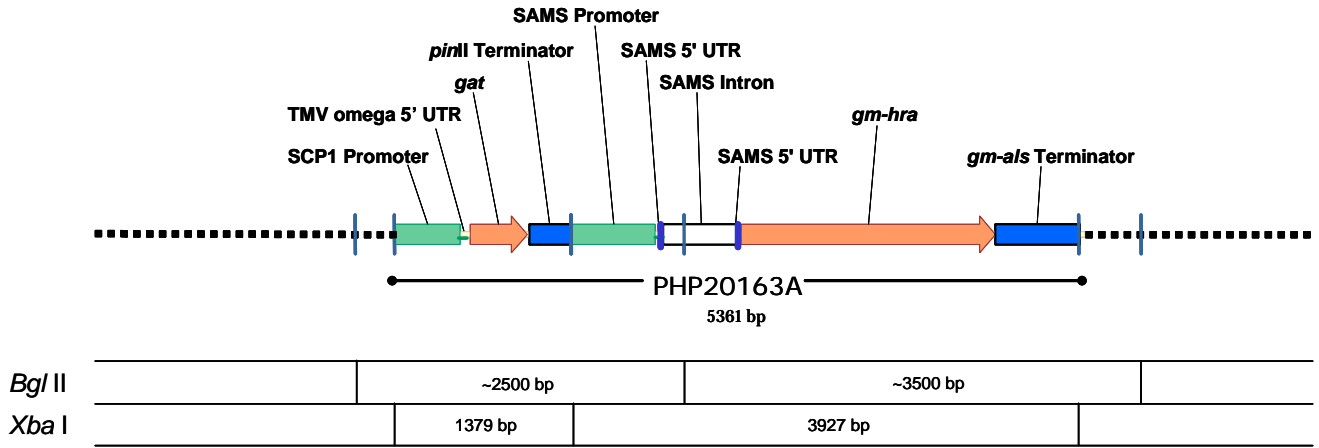 SAMS Promoter
pinII Terminator
SAMS 5' UTR
gat
SAMS Intron
TMV omega 5’ UTR
gm-hra
SCP1 Promoter
SAMS 5' UTR
gm-als Terminator
PHP20163A
5361 bp
Bgl II
~2500 bp
~3500 bp
Xba I
1379 bp
3927 bp